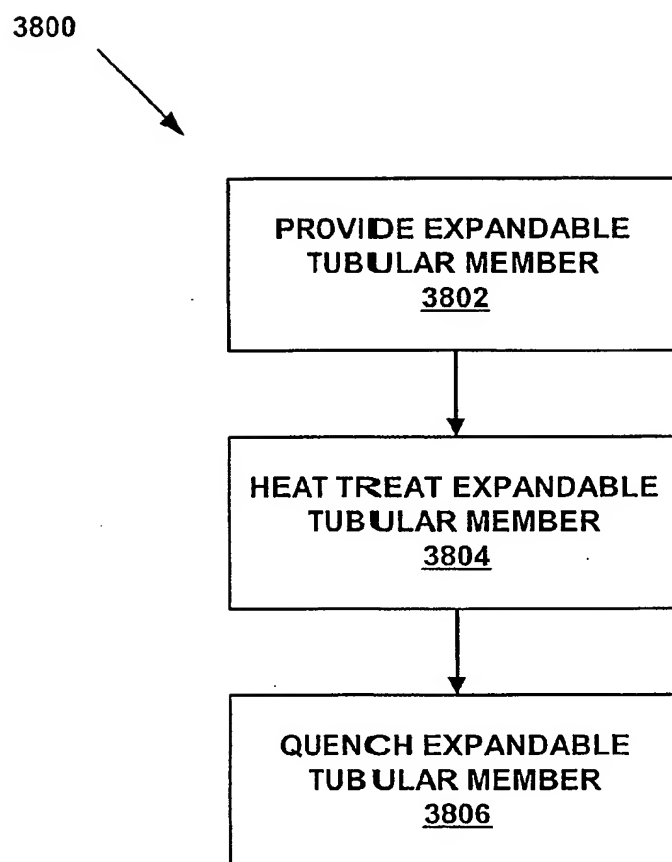 3800
PROVIDE EXPANDABLE
TUBULAR MEMBER
3802
HEAT TREAT EXPANDABLE
TUBULAR MEMBER
3804
QUENCH EXPANDABLE
TUBULAR MEMBER
3806